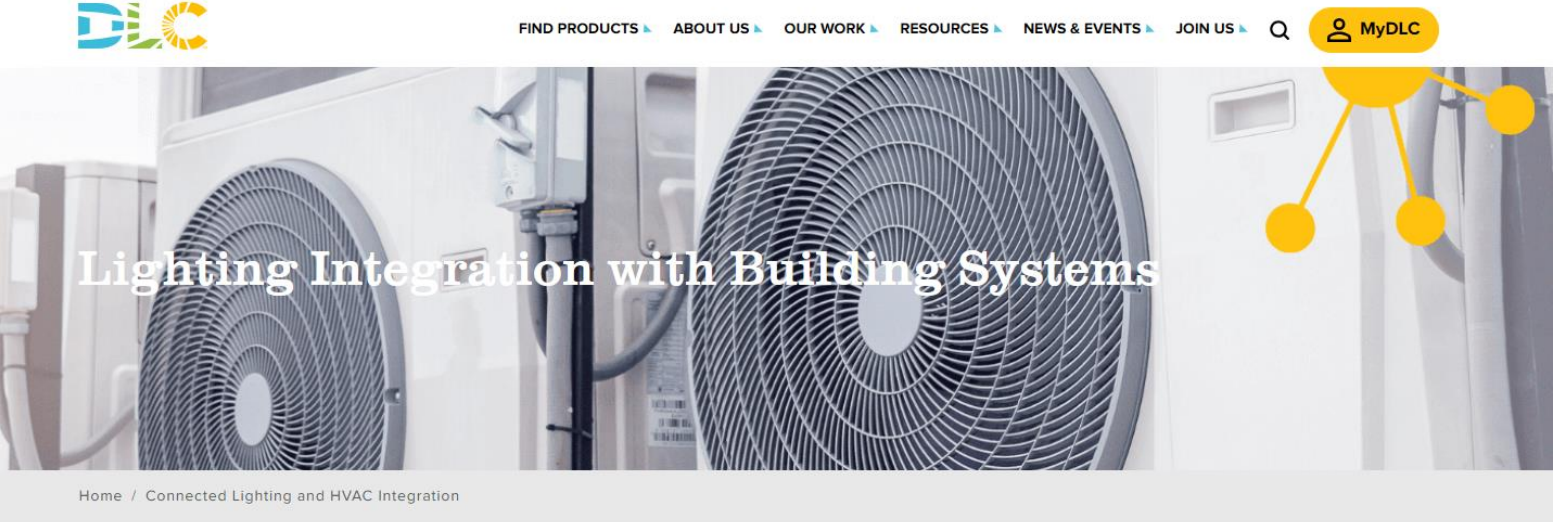 DLC
FIND PRODUCTS ABOUT US OUR WORK RESOURCES NEWS & EVENTS JOIN US MyDLC
Lighting Integration with Building Systems
Home / Connected Lighting and HVAC Integration